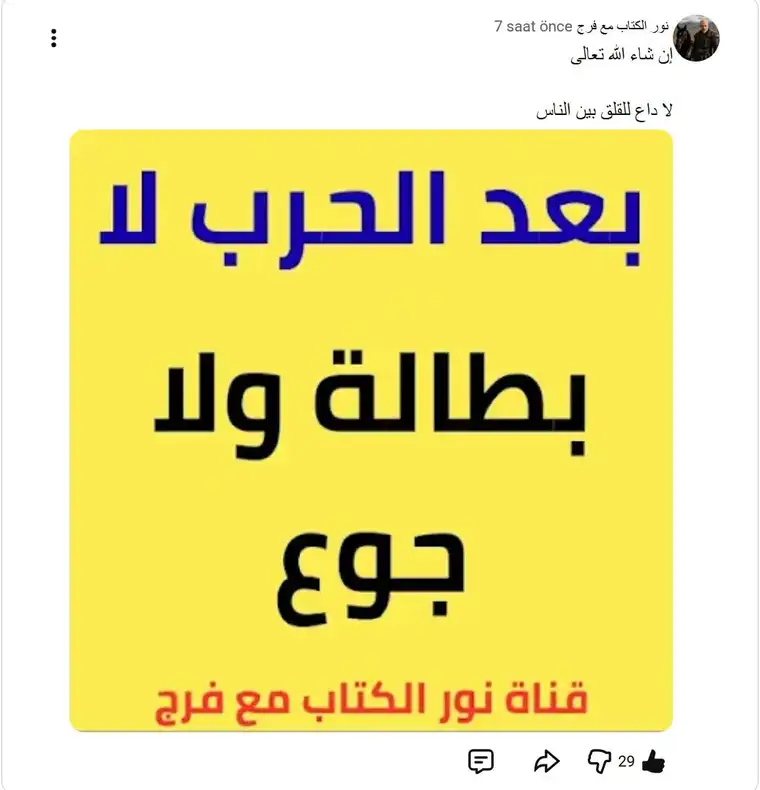 نور الكتاب مع فرج 7 saat önce
إن شاء الله تعالى
لا داع للقلق بين الناس
بعد الحرب لا
بطالة ولا
جوع
قناة نور الكتاب مع فرج
29